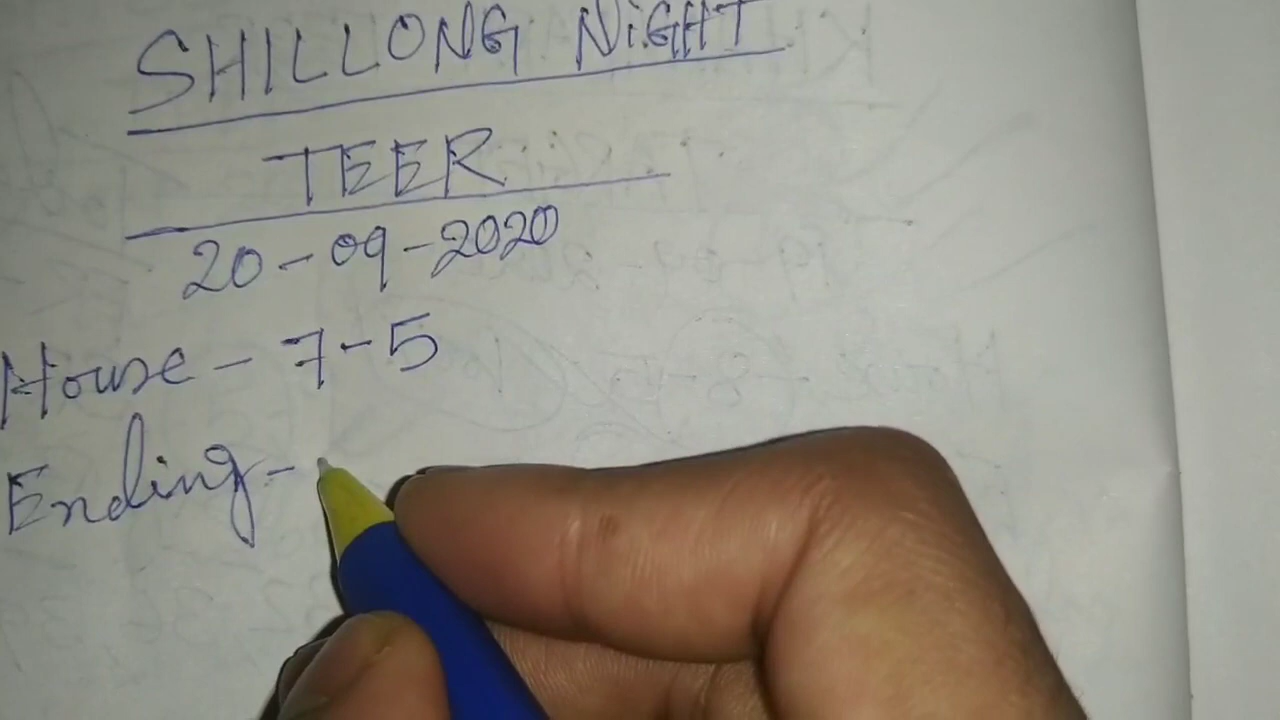 SHILLONG NiGHT
TEER
20-09-2020
House - 7-5
Ending -